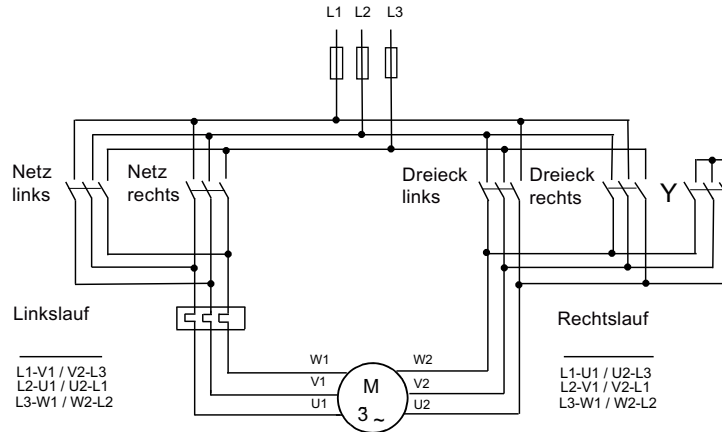 L1 L2 L3
Netz
links
Netz
rechts
Dreieck
links
Dreieck
rechts
Y
Linkslauf
Rechtslauf
L1-V1 / V2-L3
L2-U1 / U2-L1
L3-W1 / W2-L2
W1
V1
U1
M
3 ~
W2
V2
U2
L1-U1 / U2-L3
L2-V1 / V2-L1
L3-W1 / W2-L2